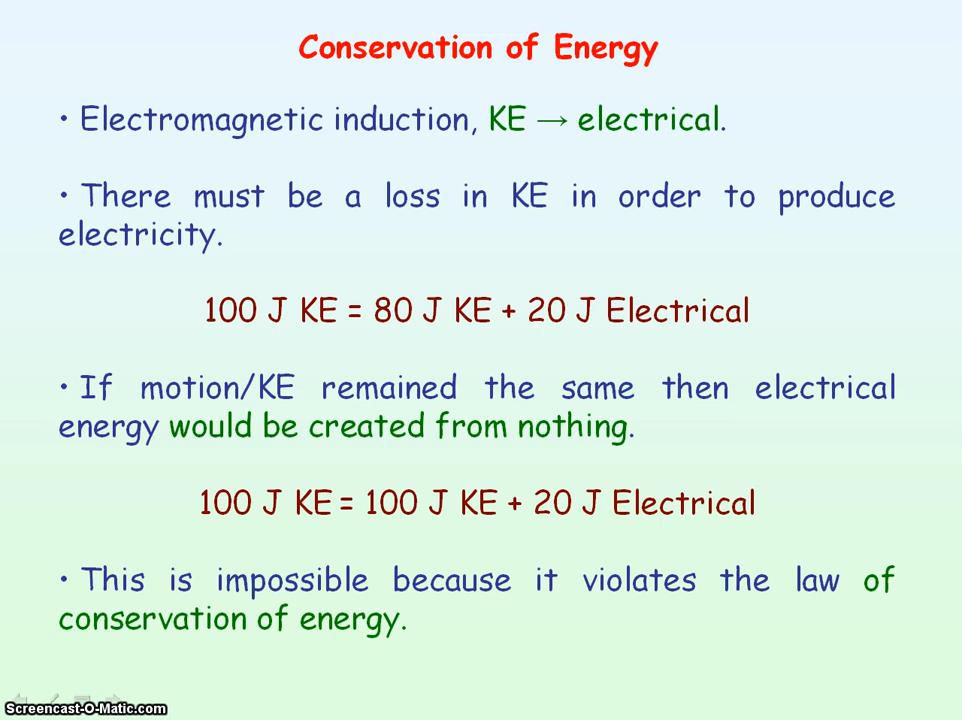 Conservation of Energy
• Electromagnetic induction, KE → electrical.
• There must be a loss in KE in order to produce
electricity.
100 J KE = 80 J KE + 20 J Electrical
• If motion/KE remained the same then electrical
energy would be created from nothing.
100 J KE = 100 J KE + 20 J Electrical
• This is impossible because it violates the law of
conservation of energy.
Screencast-O-Matic.com